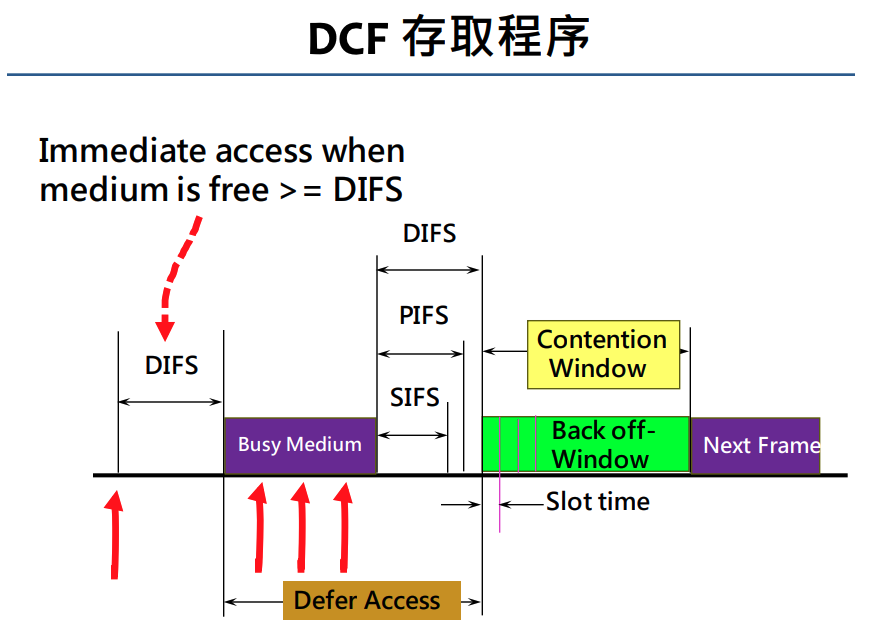 DCF 存取程序
Immediate access when
medium is free >= DIFS
DIFS
PIFS
DIFS
SIFS
Contention
Window
Busy Medium
Back off-
Window
Next Frame
Slot time
Defer Access